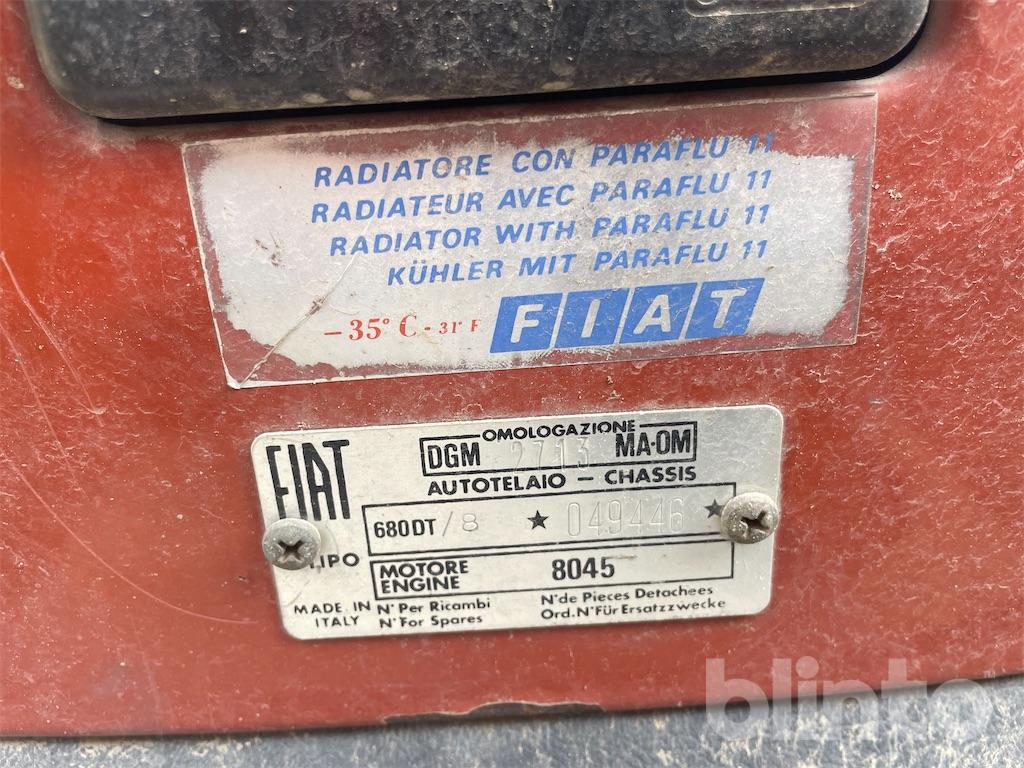 RADIATORE CON PARAFLU 11
RADIATEUR AVEC PARAFLU 11
RADIATOR WITH PARAFLU 11
KÜHLER MIT PARAFLU 11
-35° C - 31° F FIAT
FIAT
OMOLOGAZIONE
DGM 2713 MA-OM
AUTOTELAIO - CHASSIS
680DT /8 ★ 049446 ★
TIPO
MOTORE
ENGINE 8045
MADE IN
ITALY
N° Per Ricambi
N° For Spares
N° de Pieces Detachees
Ord. N° Für Ersatzzwecke
blinto